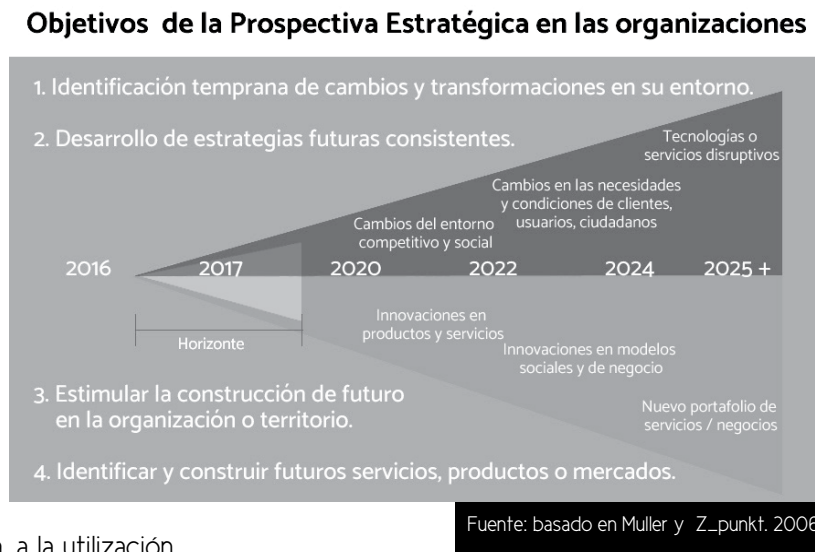 Objetivos de la Prospectiva Estratégica en las organizaciones
1. Identificación temprana de cambios y transformaciones en su entorno.
2. Desarrollo de estrategias futuras consistentes.
Tecnologías o
servicios disruptivos
Cambios en las necesidades
y condiciones de clientes,
usuarios, ciudadanos
Cambios del entorno
competitivo y social
2016 2017 2020 2022 2024 2025 +
Horizonte
Innovaciones en
productos y servicios
Innovaciones en modelos
sociales y de negocio
Nuevo portafolio de
servicios / negocios
3. Estimular la construcción de futuro
en la organización o territorio.
4. Identificar y construir futuros servicios, productos o mercados.
Fuente: basado en Muller y Z_punkt. 2006
a la utilización